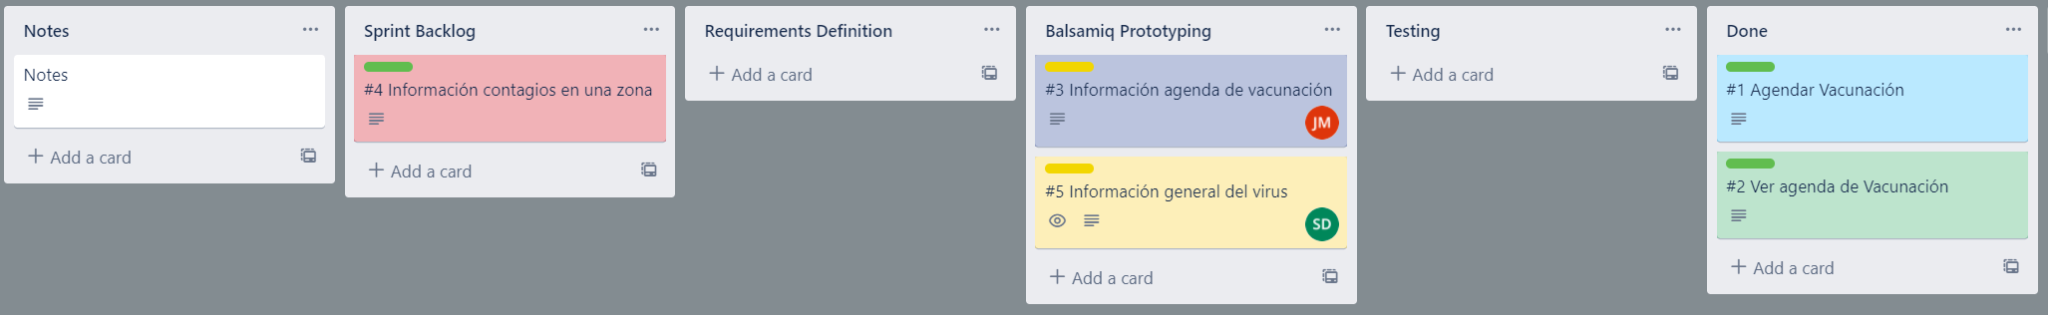 Notes
Notes
Add a card
Sprint Backlog
#4 Información contagios en una zona
Add a card
Requirements Definition
Add a card
Balsamiq Prototyping
#3 Información agenda de vacunación
JM
#5 Información general del virus
SD
Add a card
Testing
Add a card
Done
#1 Agendar Vacunación
#2 Ver agenda de Vacunación
Add a card